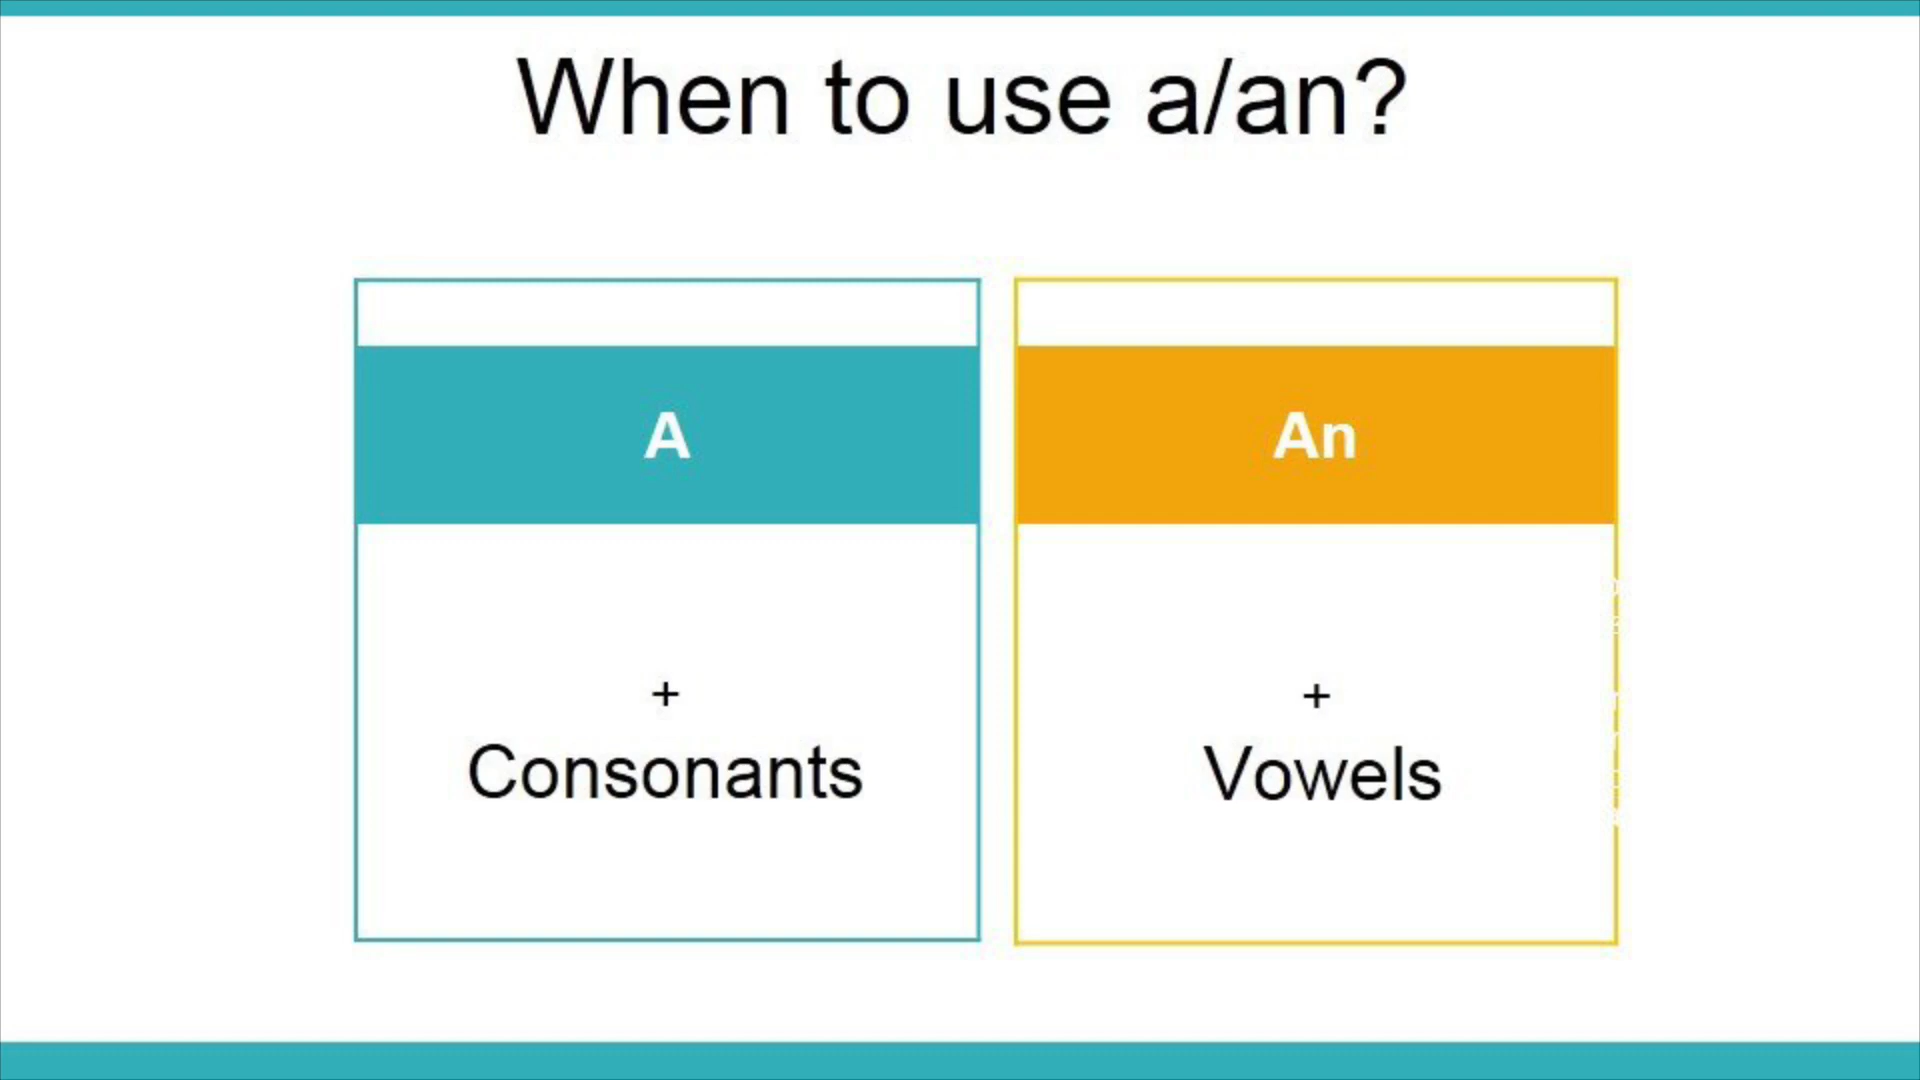 When to use a/an?
A
+
Consonants
An
+
Vowels